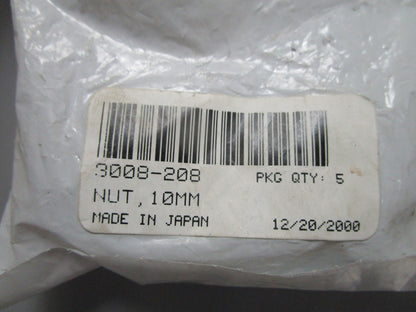 3008-208 PKG QTY: 5
NUT, 10MM
MADE IN JAPAN 12/20/2000